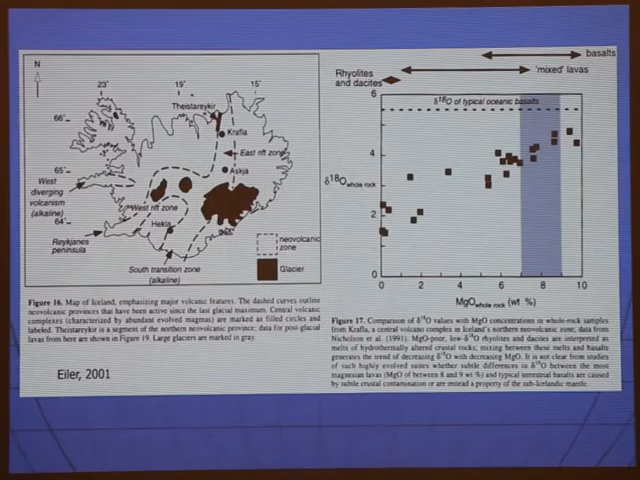 N
23°
19°
15°
Theistareykir
66°
Krafla
East rift zone
Askja
65°
West
diverging
volcanism
(alkaline)
West rift zone
64°
Hekla
Reykjanes
peninsula
South transition zone
(alkaline)
neovolcanic
zone
Glacier
Figure 16. Map of Iceland, emphasizing major volcanic features. The dashed curves outline
neovolcanic provinces that have been active since the last glacial maximum. Central volcanic
complexes (characterized by abundant evolved magmas) are marked as filled circles and
labeled. Theistareykir is a segment of the northern neovolcanic province; data for post-glacial
lavas from here are shown in Figure 19. Large glaciers are marked in gray.
Eiler, 2001
basalts
Rhyolites
and dacites
'mixed' lavas
6
δ18O of typical oceanic basalts
4
δ18O whole rock
2
0
0 2 4 6 8 10
MgO whole rock (wt %)
Figure 17. Comparison of δ18O values with MgO concentrations in whole-rock samples
from Krafla, a central volcano complex in Iceland's northern neovolcanic zone; data from
Nicholson et al. (1991). MgO-poor, low-δ18O rhyolites and dacites are interpreted as
melts of hydrothermally altered crustal rocks; mixing between these melts and basalts
generates the trend of decreasing δ18O with decreasing MgO. It is not clear from studies
of such highly evolved suites whether subtle differences in δ18O between the most
magnesian lavas (MgO of between 8 and 9 wt %) and typical terrestrial basalts are caused
by subtle crustal contamination or are instead a property of the sub-Icelandic mantle.